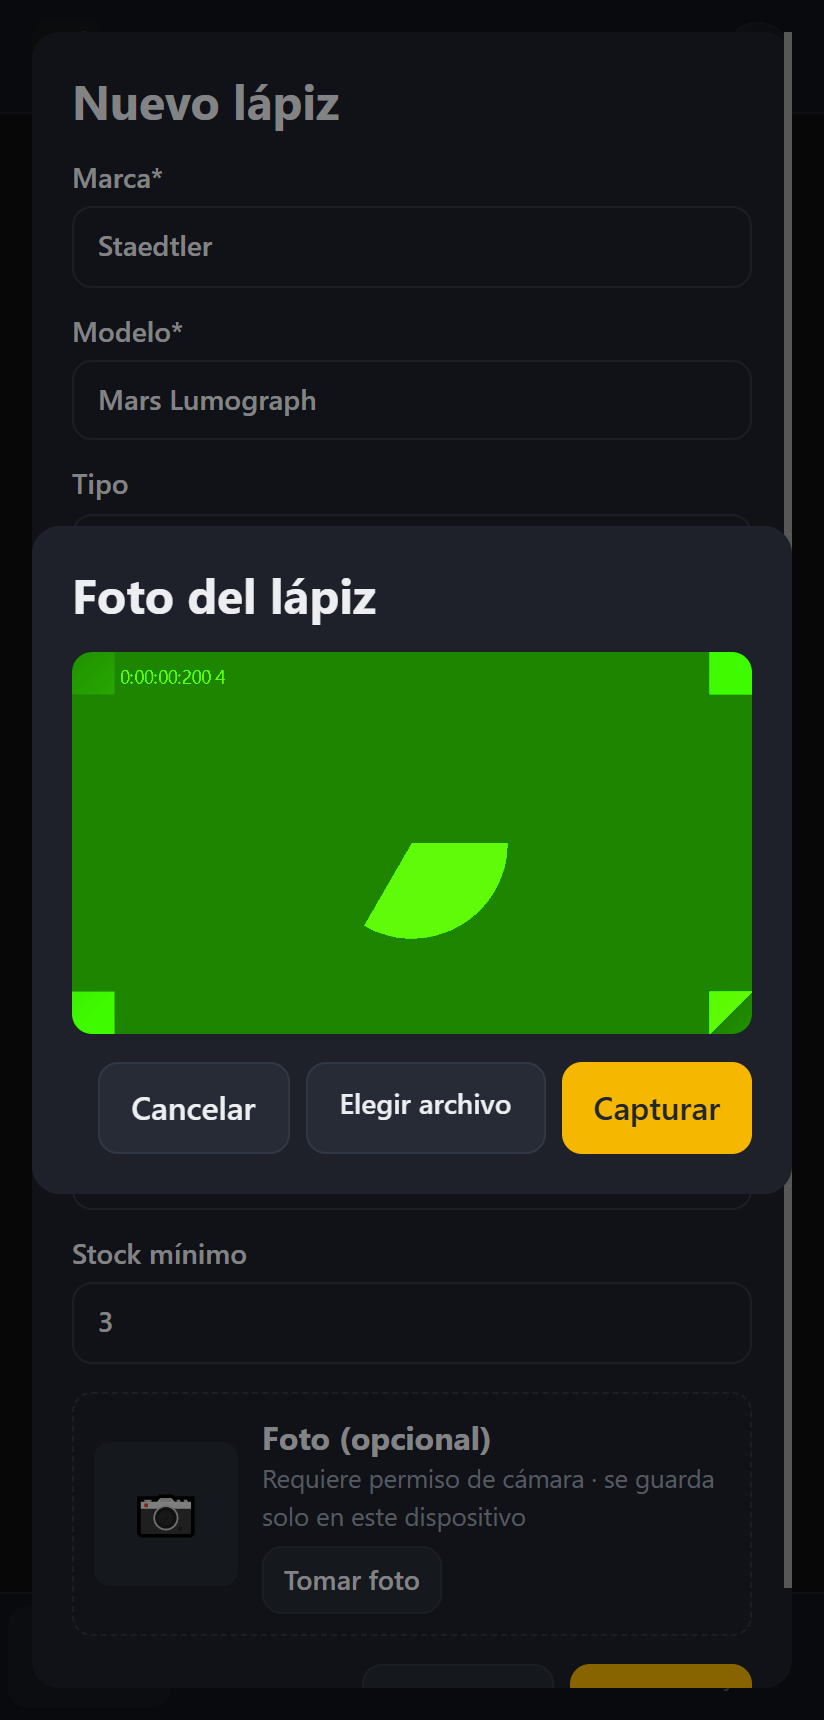 Nuevo lápiz
Marca*
Staedtler
Modelo*
Mars Lumograph
Tipo
Foto del lápiz
0:00:00:200 4
Cancelar
Elegir archivo
Capturar
Stock mínimo
3
Foto (opcional)
Requiere permiso de cámara · se guarda
solo en este dispositivo
Tomar foto